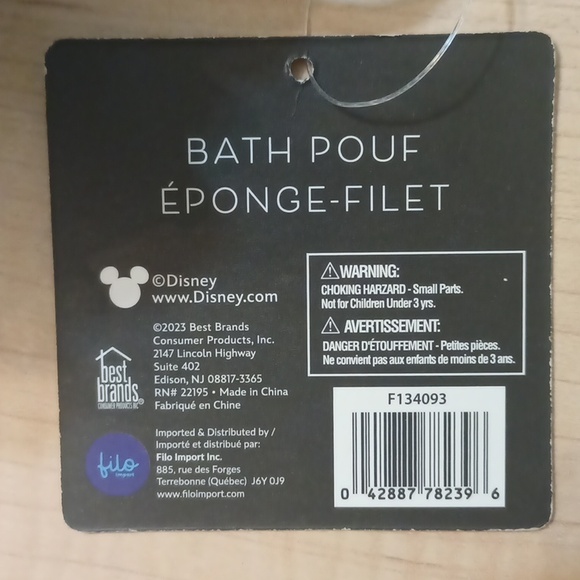 BATH POUF
ÉPONGE-FILET
©Disney
www.Disney.com
©2023 Best Brands
Consumer Products, Inc.
2147 Lincoln Highway
Suite 402
Edison, NJ 08817-3365
RN# 22195 • Made in China
Fabriqué en Chine
best
brands®
CONSUMER PRODUCTS INC
Imported & Distributed by /
Importé et distribué par:
Filo Import Inc.
885, rue des Forges
Terrebonne (Québec) J6Y 0J9
www.filoimport.com
filo
import
⚠WARNING:
CHOKING HARZARD - Small Parts.
Not for Children Under 3 yrs.
⚠ AVERTISSEMENT:
DANGER D'ÉTOUFFEMENT - Petites pièces.
Ne convient pas aux enfants de moins de 3 ans.
F134093
0 42887 78239 6